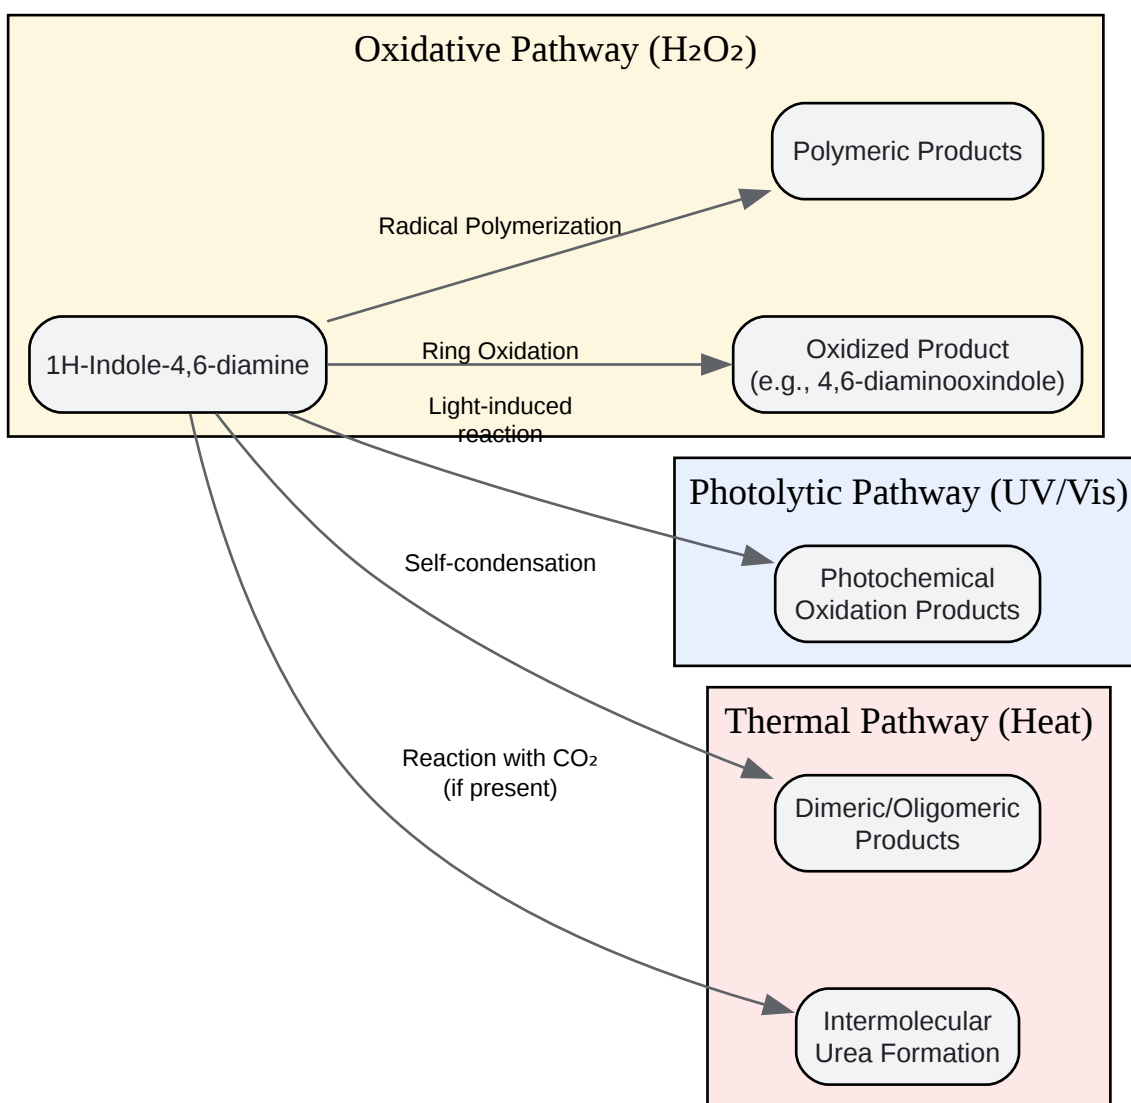 Oxidative Pathway (H₂O₂)
Polymeric Products
Radical Polymerization
1H-Indole-4,6-diamine
Ring Oxidation
Oxidized Product
(e.g., 4,6-diaminooxindole)
Light-induced
reaction
Photolytic Pathway (UV/Vis)
Photochemical
Oxidation Products
Self-condensation
Thermal Pathway (Heat)
Reaction with CO₂
(if present)
Dimeric/Oligomeric
Products
Intermolecular
Urea Formation